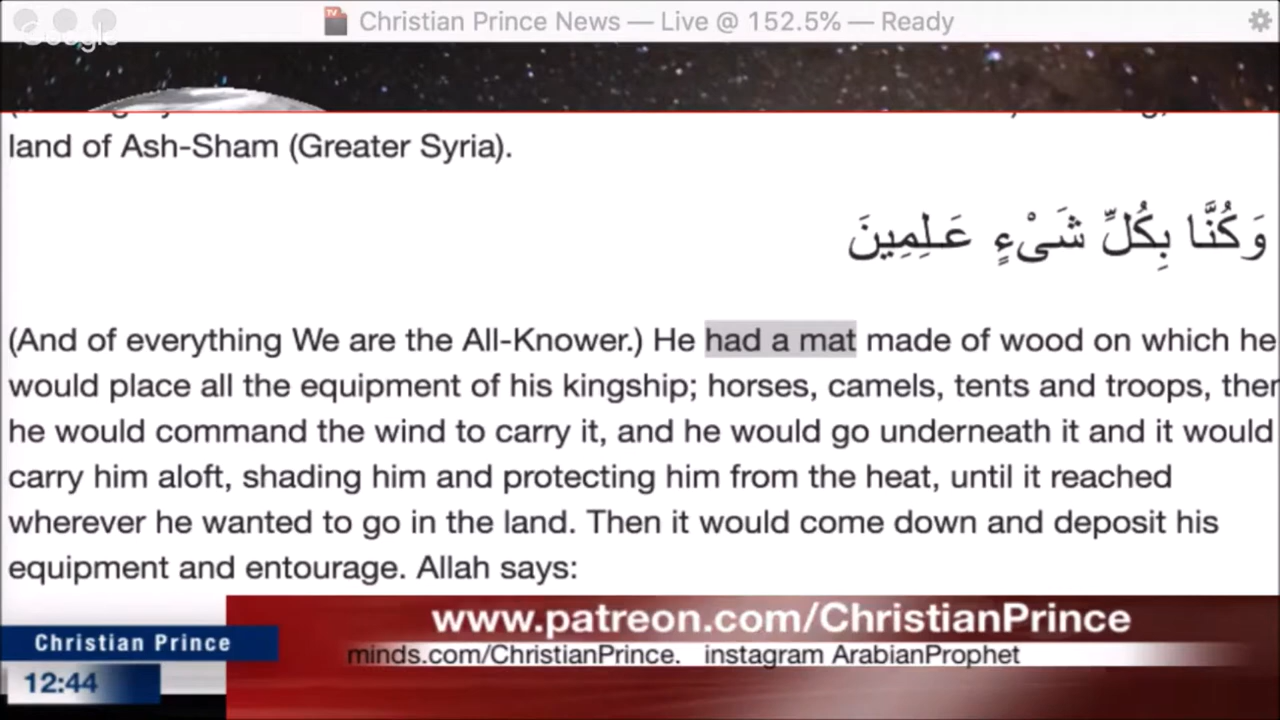 Christian Prince News — Live @ 152.5% — Ready
Google
land of Ash-Sham (Greater Syria).
وَكُنَّا بِكُلِّ شَىْءٍ عَـلِمِينَ
(And of everything We are the All-Knower.) He had a mat made of wood on which he
would place all the equipment of his kingship; horses, camels, tents and troops, then
he would command the wind to carry it, and he would go underneath it and it would
carry him aloft, shading him and protecting him from the heat, until it reached
wherever he wanted to go in the land. Then it would come down and deposit his
equipment and entourage. Allah says:
www.patreon.com/ChristianPrince
Christian Prince
minds.com/ChristianPrince. instagram ArabianProphet
12:44